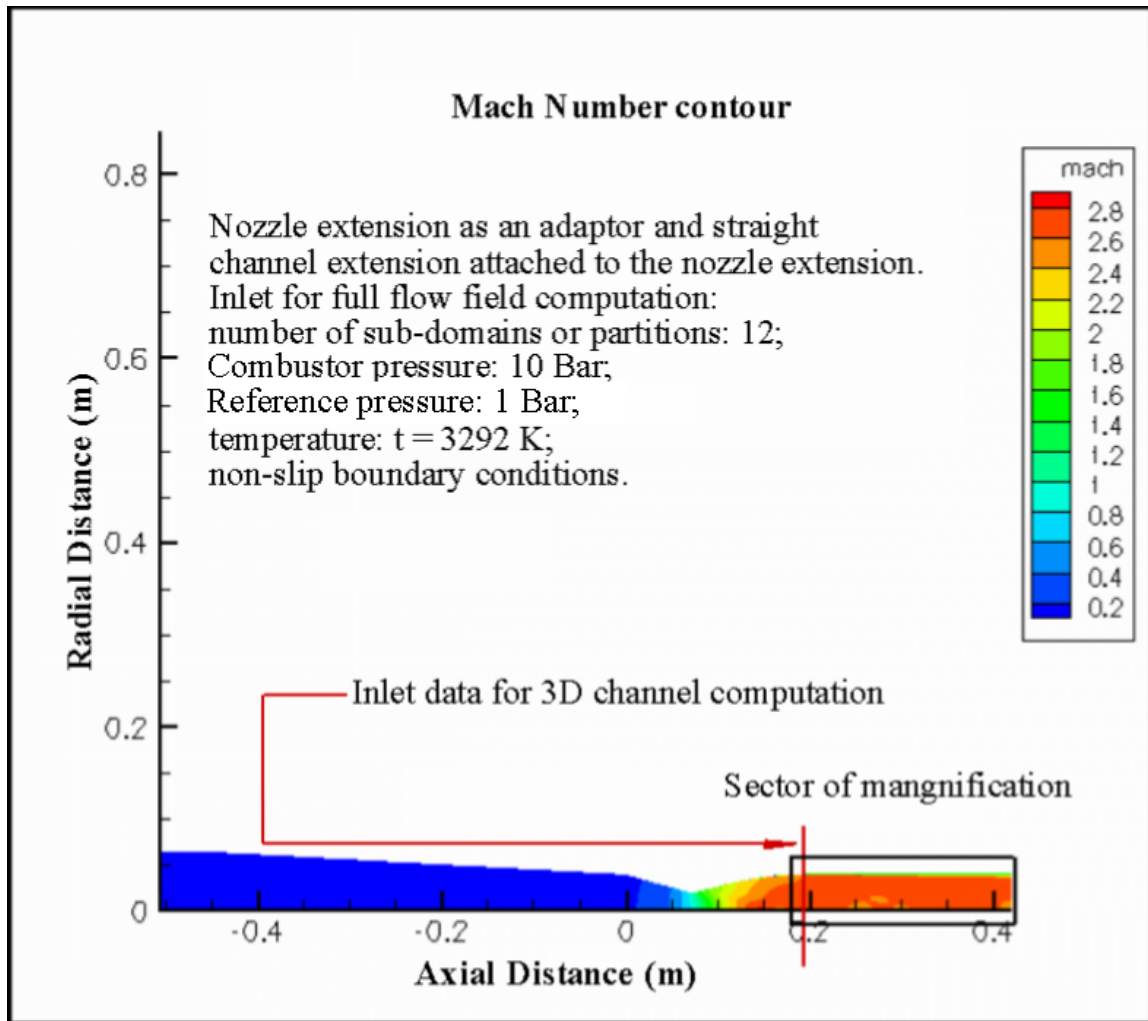 Mach Number contour
mach
0.8
Nozzle extension as an adaptor and straight
channel extension attached to the nozzle extension.
Inlet for full flow field computation:
number of sub-domains or partitions: 12;
Combustor pressure: 10 Bar;
Reference pressure: 1 Bar;
temperature: t = 3292 K;
non-slip boundary conditions.
2.8
2.6
2.4
2.2
2
1.8
1.6
1.4
1.2
1
0.8
0.6
0.4
0.2
0.6
0.4
0.2
0
Radial Distance (m)
Inlet data for 3D channel computation
Sector of mangnification
-0.4
-0.2
0
0.2
0.4
Axial Distance (m)